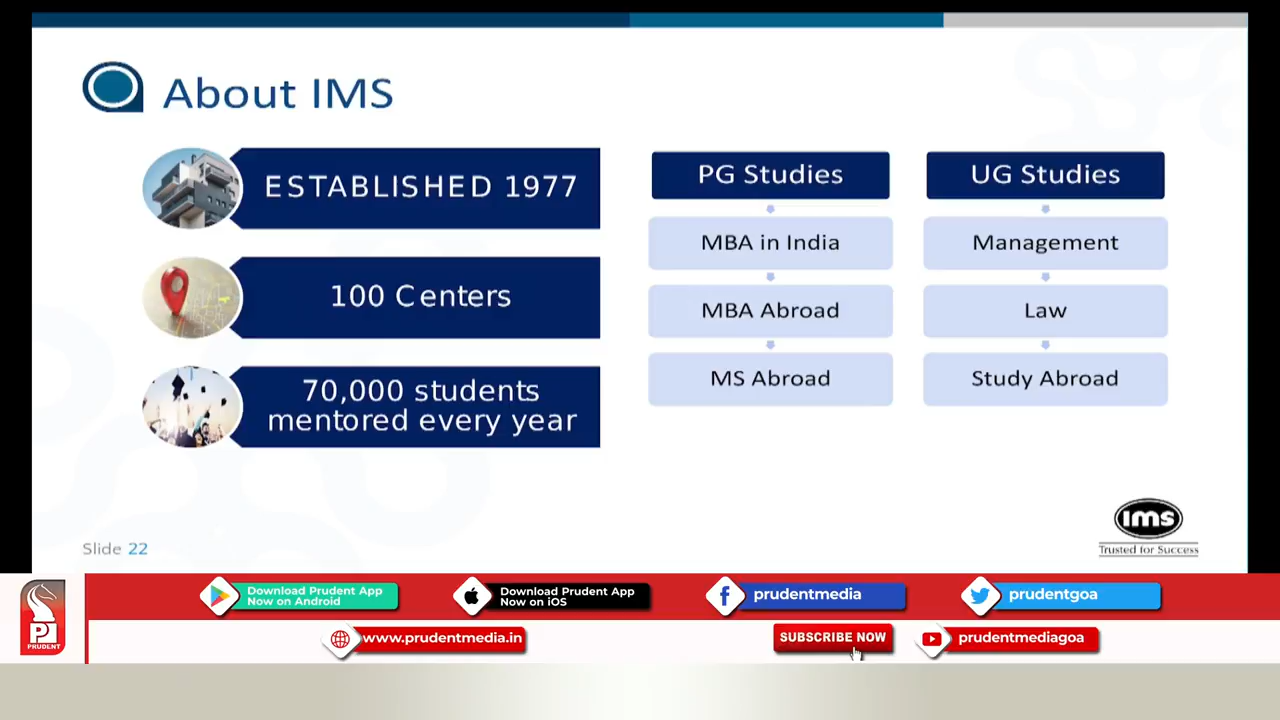 About IMS
ESTABLISHED 1977
100 Centers
70,000 students
mentored every year
PG Studies
MBA in India
MBA Abroad
MS Abroad
UG Studies
Management
Law
Study Abroad
ims
Trusted for Success
Slide 22
PRUDENT
Download Prudent App
Now on Android
Download Prudent App
Now on iOS
prudentmedia
prudentgoa
www.prudentmedia.in
SUBSCRIBE NOW
prudentmediagoa